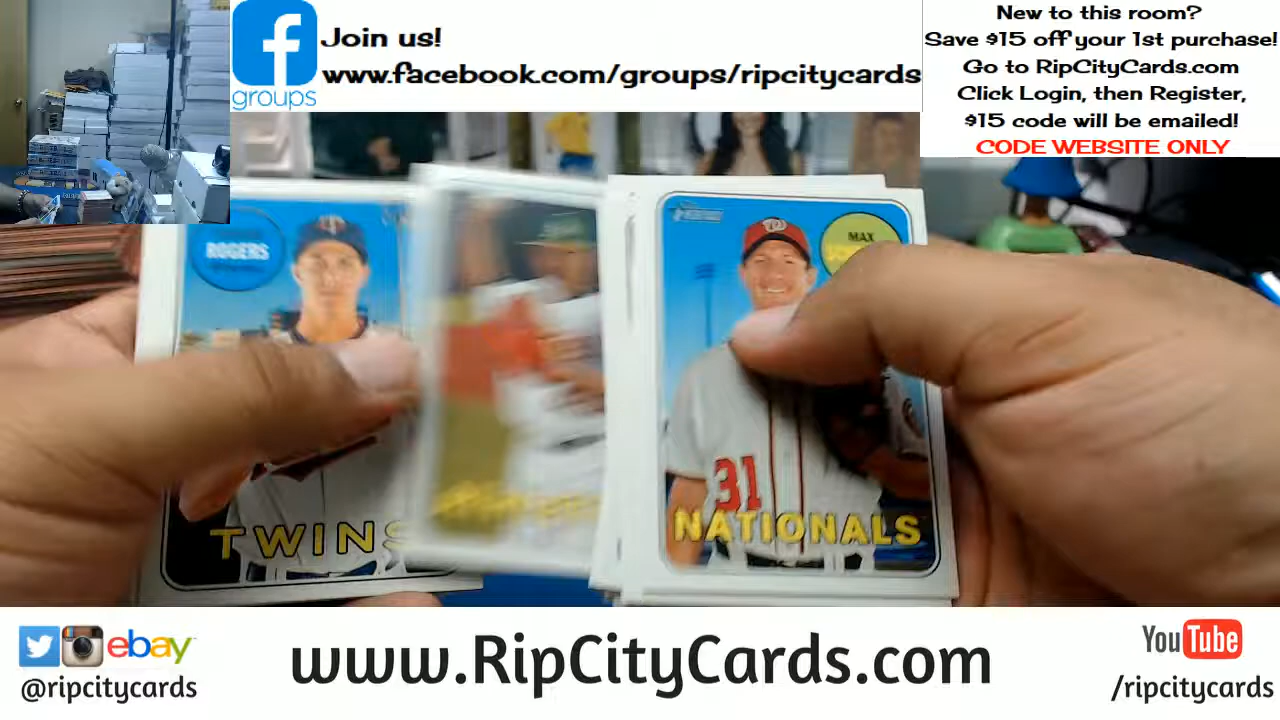 groups
Join us!
www.facebook.com/groups/ripcitycards
New to this room?
Save $15 off your 1st purchase!
Go to RipCityCards.com
Click Login, then Register,
$15 code will be emailed!
CODE WEBSITE ONLY
ROGERS
TWINS
MAX
31
NATIONALS
ebay
@ripcitycards
www.RipCityCards.com
YouTube
/ripcitycards